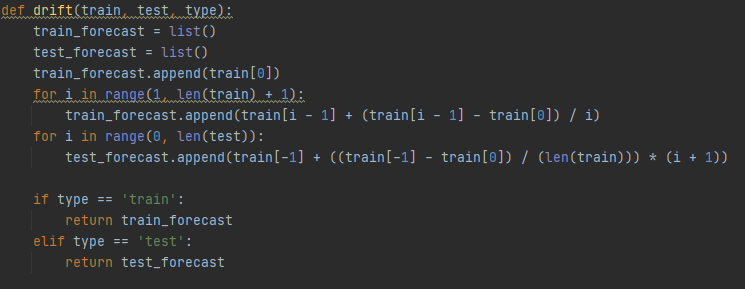 def drift(train, test, type):
    train_forecast = list()
    test_forecast = list()
    train_forecast.append(train[0])
    for i in range(1, len(train) + 1):
        train_forecast.append(train[i - 1] + (train[i - 1] - train[0]) / i)
    for i in range(0, len(test)):
        test_forecast.append(train[-1] + ((train[-1] - train[0]) / (len(train))) * (i + 1))
    if type == 'train':
        return train_forecast
    elif type == 'test':
        return test_forecast